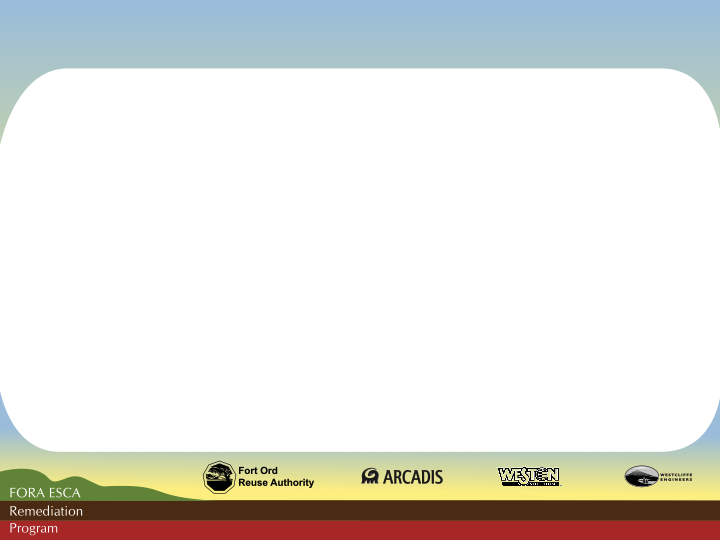 Fort Ord
Reuse Authority
ARCADIS
WESTON
WESTCLIFFE
ENGINEERS
FORA ESCA
Remediation
Program